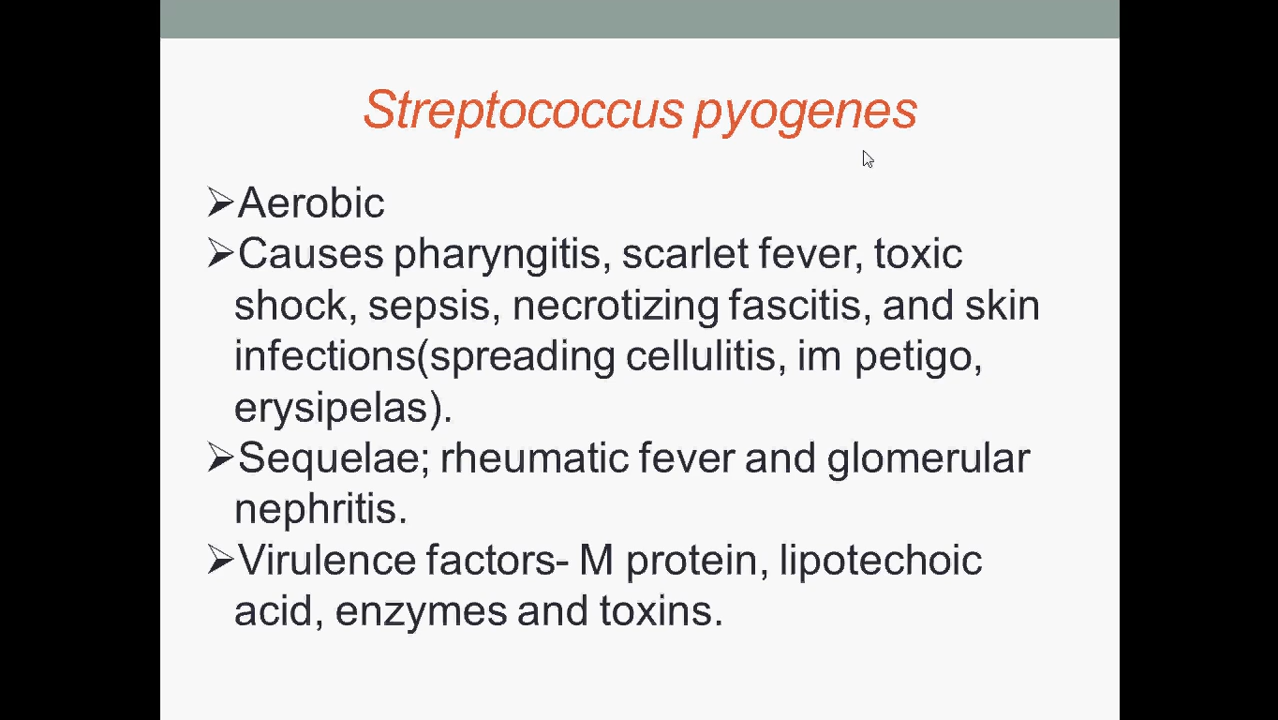 Streptococcus pyogenes
➢Aerobic
➢Causes pharyngitis, scarlet fever, toxic
shock, sepsis, necrotizing fascitis, and skin
infections(spreading cellulitis, im petigo,
erysipelas).
➢Sequelae; rheumatic fever and glomerular
nephritis.
➢Virulence factors- M protein, lipotechoic
acid, enzymes and toxins.